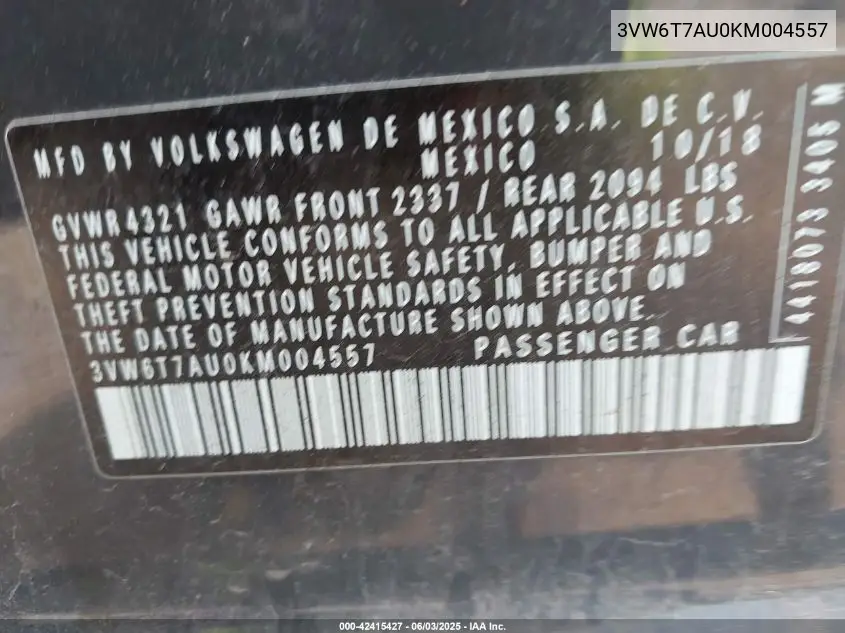 3VW6T7AU0KM004557
MFD BY VOLKSWAGEN DE MEXICO S.A. DE C.V.
MEXICO 10/18
GVWR 4321 GAWR FRONT 2337 / REAR 2094 LBS
THIS VEHICLE CONFORMS TO ALL APPLICABLE U.S.
FEDERAL MOTOR VEHICLE SAFETY, BUMPER AND
THEFT PREVENTION STANDARDS IN EFFECT ON
THE DATE OF MANUFACTURE SHOWN ABOVE.
3VW6T7AU0KM004557 PASSENGER CAR
4418073 3405 M
000-42415427 - 06/03/2025 - IAA Inc.